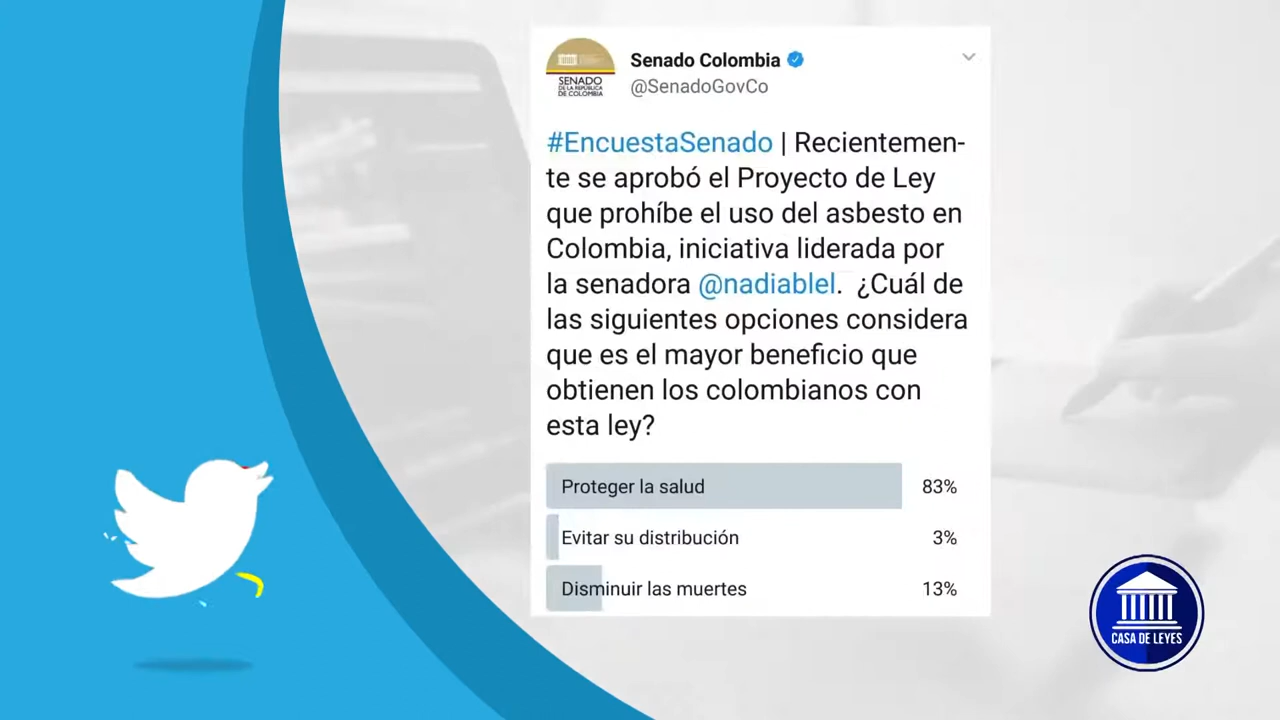 Senado Colombia
@SenadoGovCo
SENADO
DE LA REPÚBLICA
DE COLOMBIA
#EncuestaSenado | Recientemen-
te se aprobó el Proyecto de Ley
que prohíbe el uso del asbesto en
Colombia, iniciativa liderada por
la senadora @nadiablel. ¿Cuál de
las siguientes opciones considera
que es el mayor beneficio que
obtienen los colombianos con
esta ley?
Proteger la salud 83%
Evitar su distribución 3%
Disminuir las muertes 13%
CASA DE LEYES